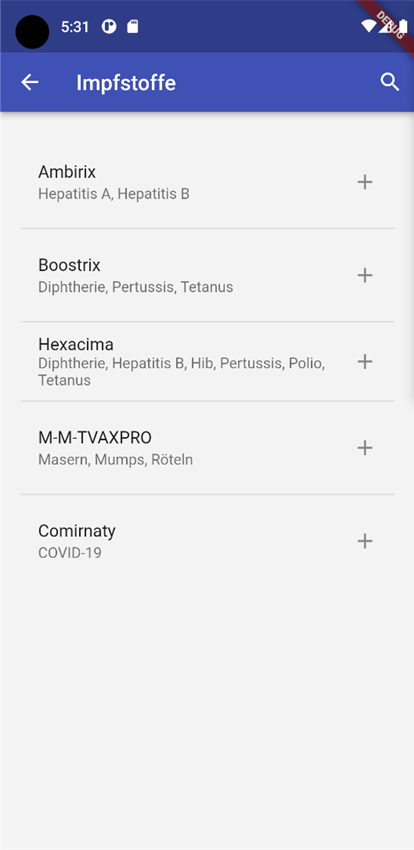 5:31
DEBUG
Impfstoffe
Ambirix
Hepatitis A, Hepatitis B
Boostrix
Diphtherie, Pertussis, Tetanus
Hexacima
Diphtherie, Hepatitis B, Hib, Pertussis, Polio,
Tetanus
M-M-TVAXPRO
Masern, Mumps, Röteln
Comirnaty
COVID-19